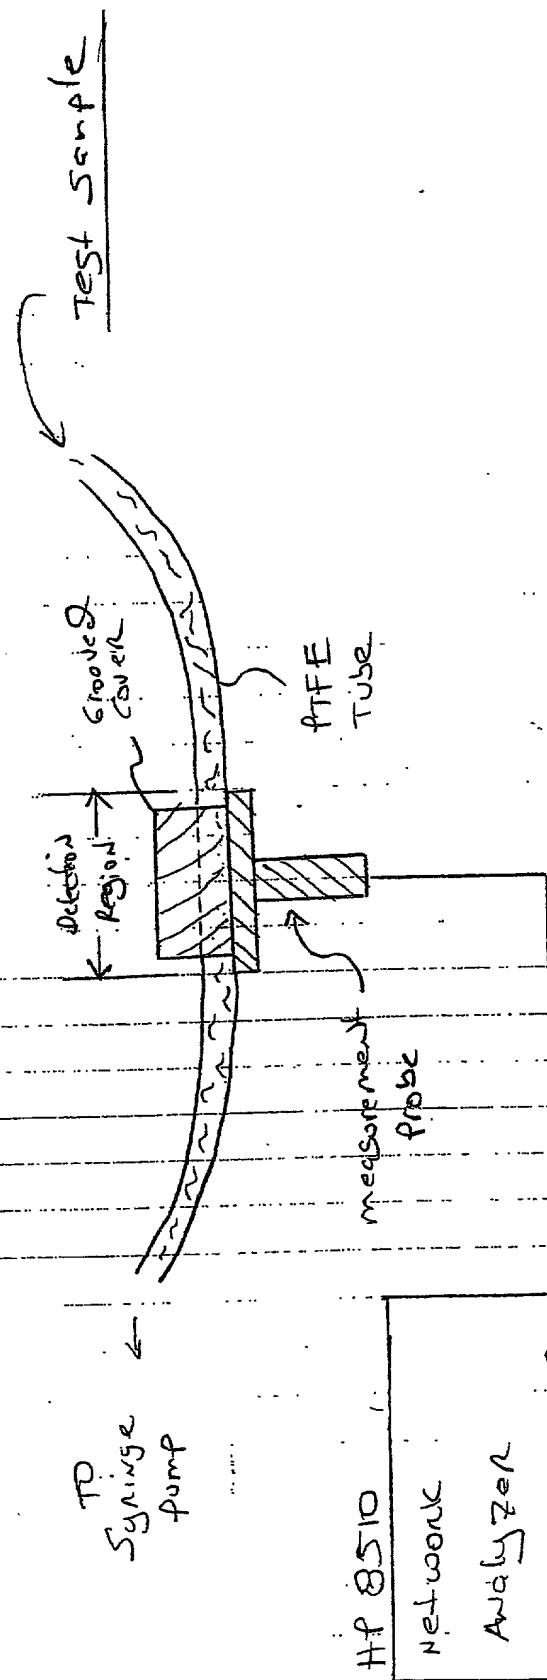 Test Sample
Grooved
Cover
Detection
Region
PTFE
Tube
measurement
Probe
TO
Syringe
Pump
HP 8510
Network
Analyzer